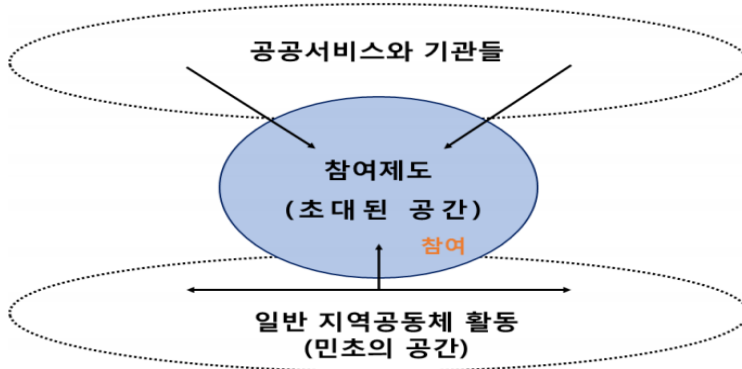 공공서비스와 기관들
참여제도
(초대된 공간)
참여
일반 지역공동체 활동
(민초의 공간)